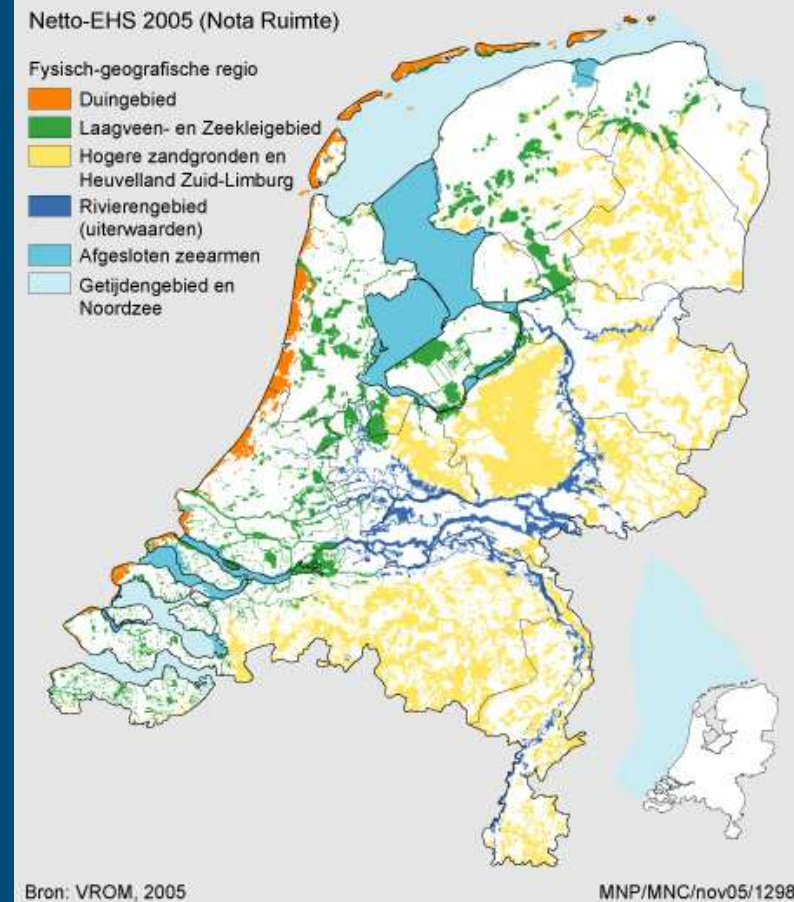 Netto-EHS 2005 (Nota Ruimte)
Fysisch-geografische regio
Duingebied
Laagveen- en Zeekleigebied
Hogere zandgronden en
Heuvelland Zuid-Limburg
Rivierengebied
(uiterwaarden)
Afgesloten zeearmen
Getijdengebied en
Noordzee
Bron: VROM, 2005
MNP/MNC/nov05/1298